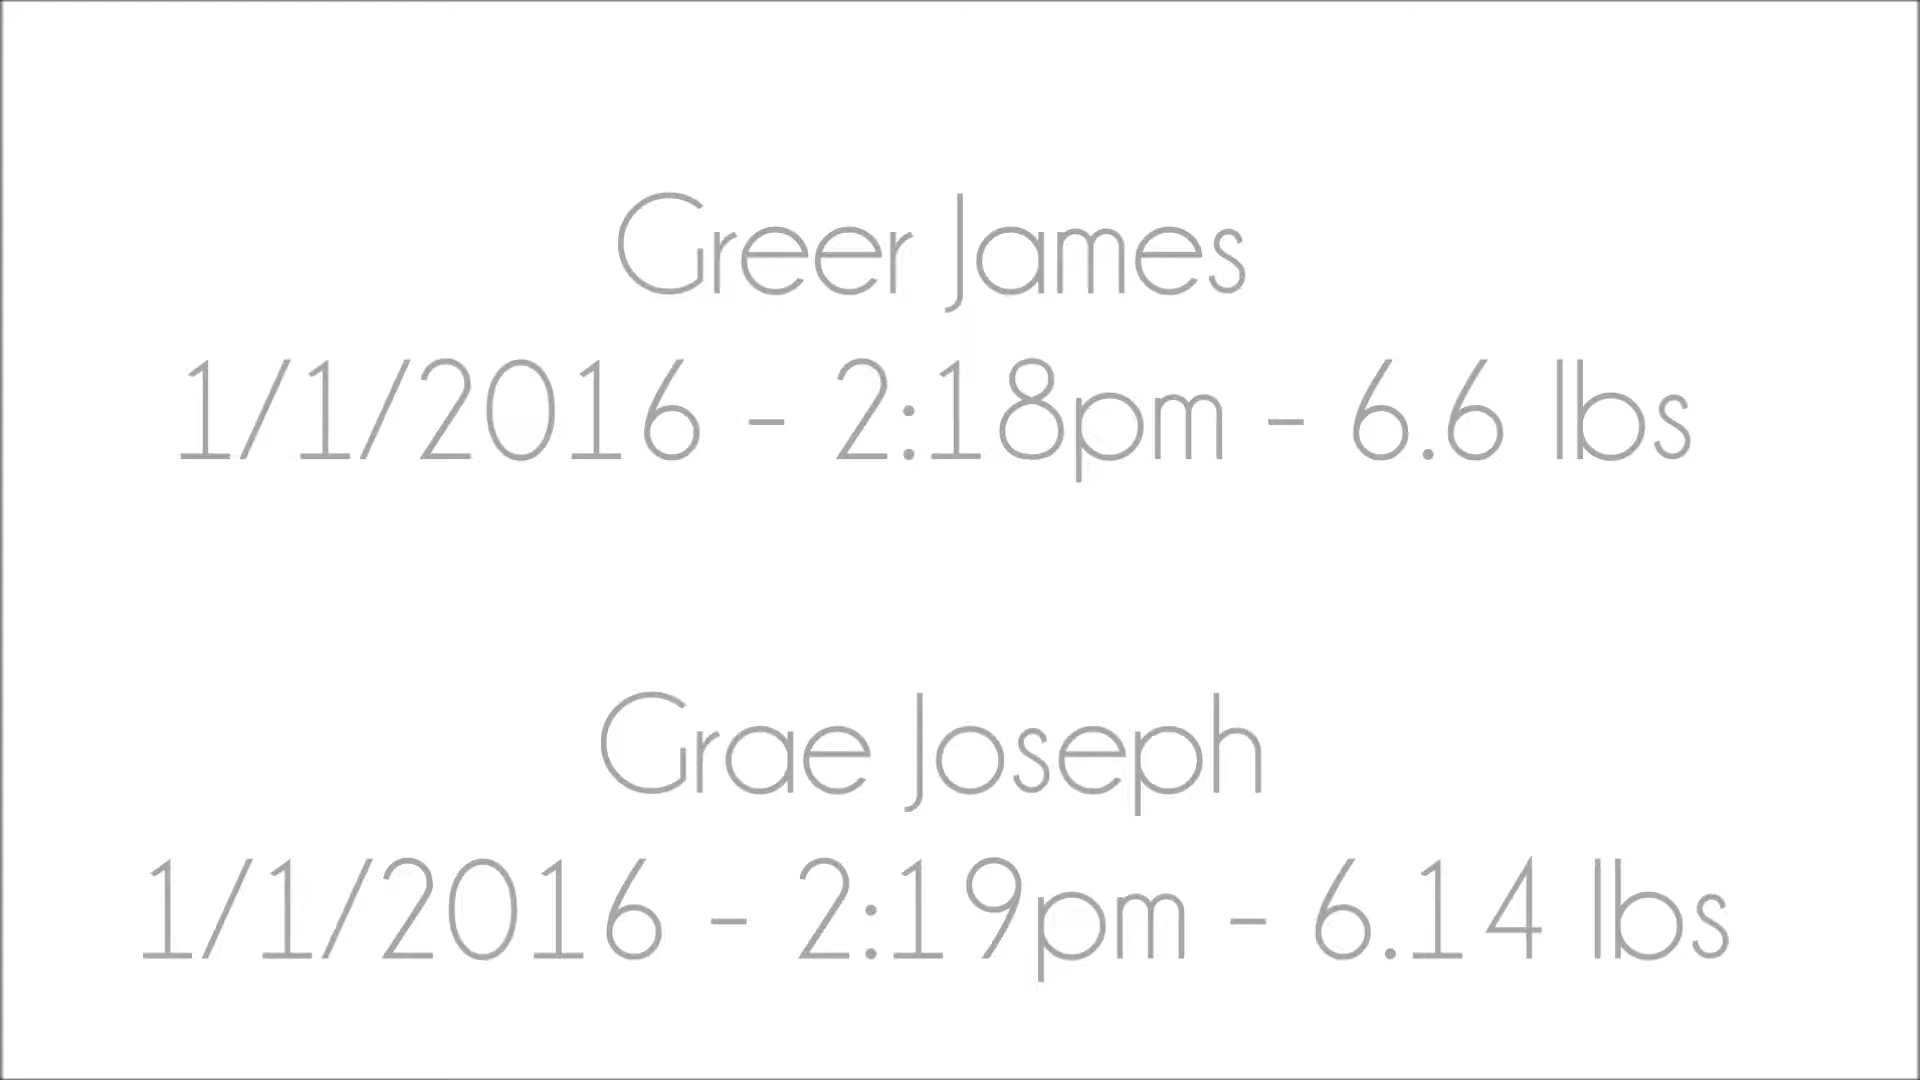 Greer James
1/1/2016 - 2:18pm - 6.6 lbs
Grae Joseph
1/1/2016 - 2:19pm - 6.14 lbs